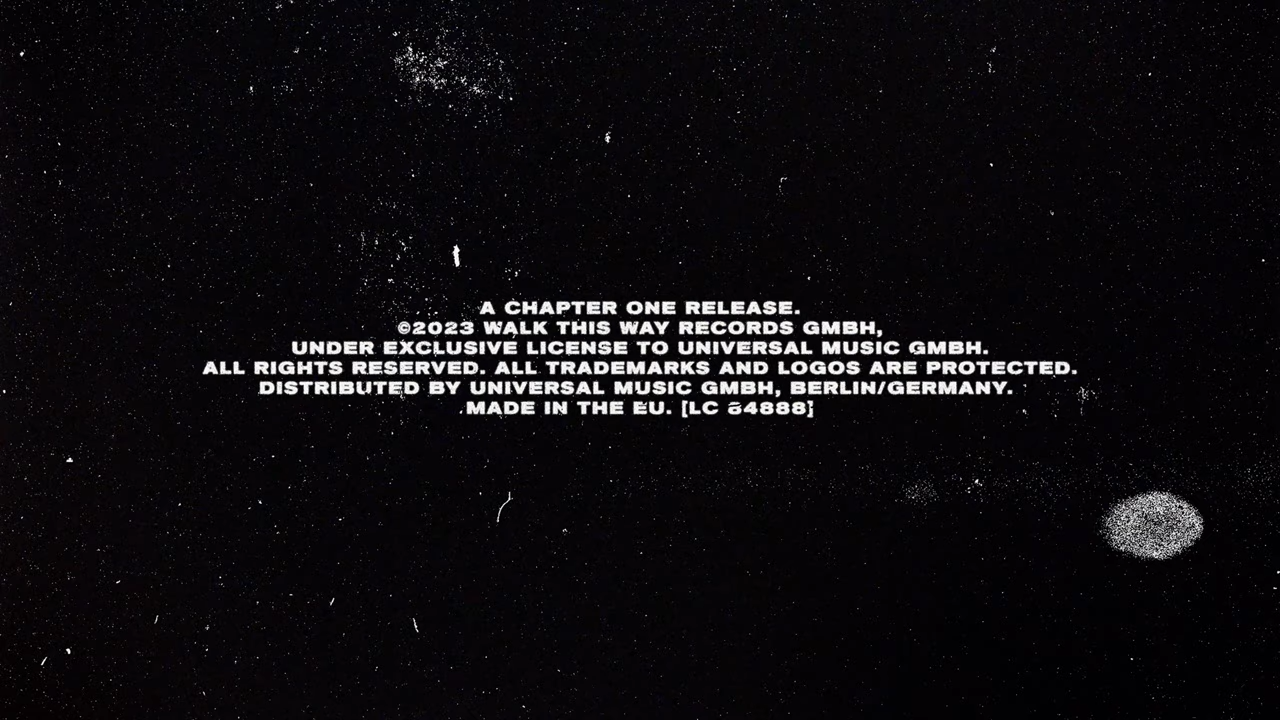 A CHAPTER ONE RELEASE.
©2023 WALK THIS WAY RECORDS GMBH,
UNDER EXCLUSIVE LICENSE TO UNIVERSAL MUSIC GMBH.
ALL RIGHTS RESERVED. ALL TRADEMARKS AND LOGOS ARE PROTECTED.
DISTRIBUTED BY UNIVERSAL MUSIC GMBH, BERLIN/GERMANY.
MADE IN THE EU. [LC